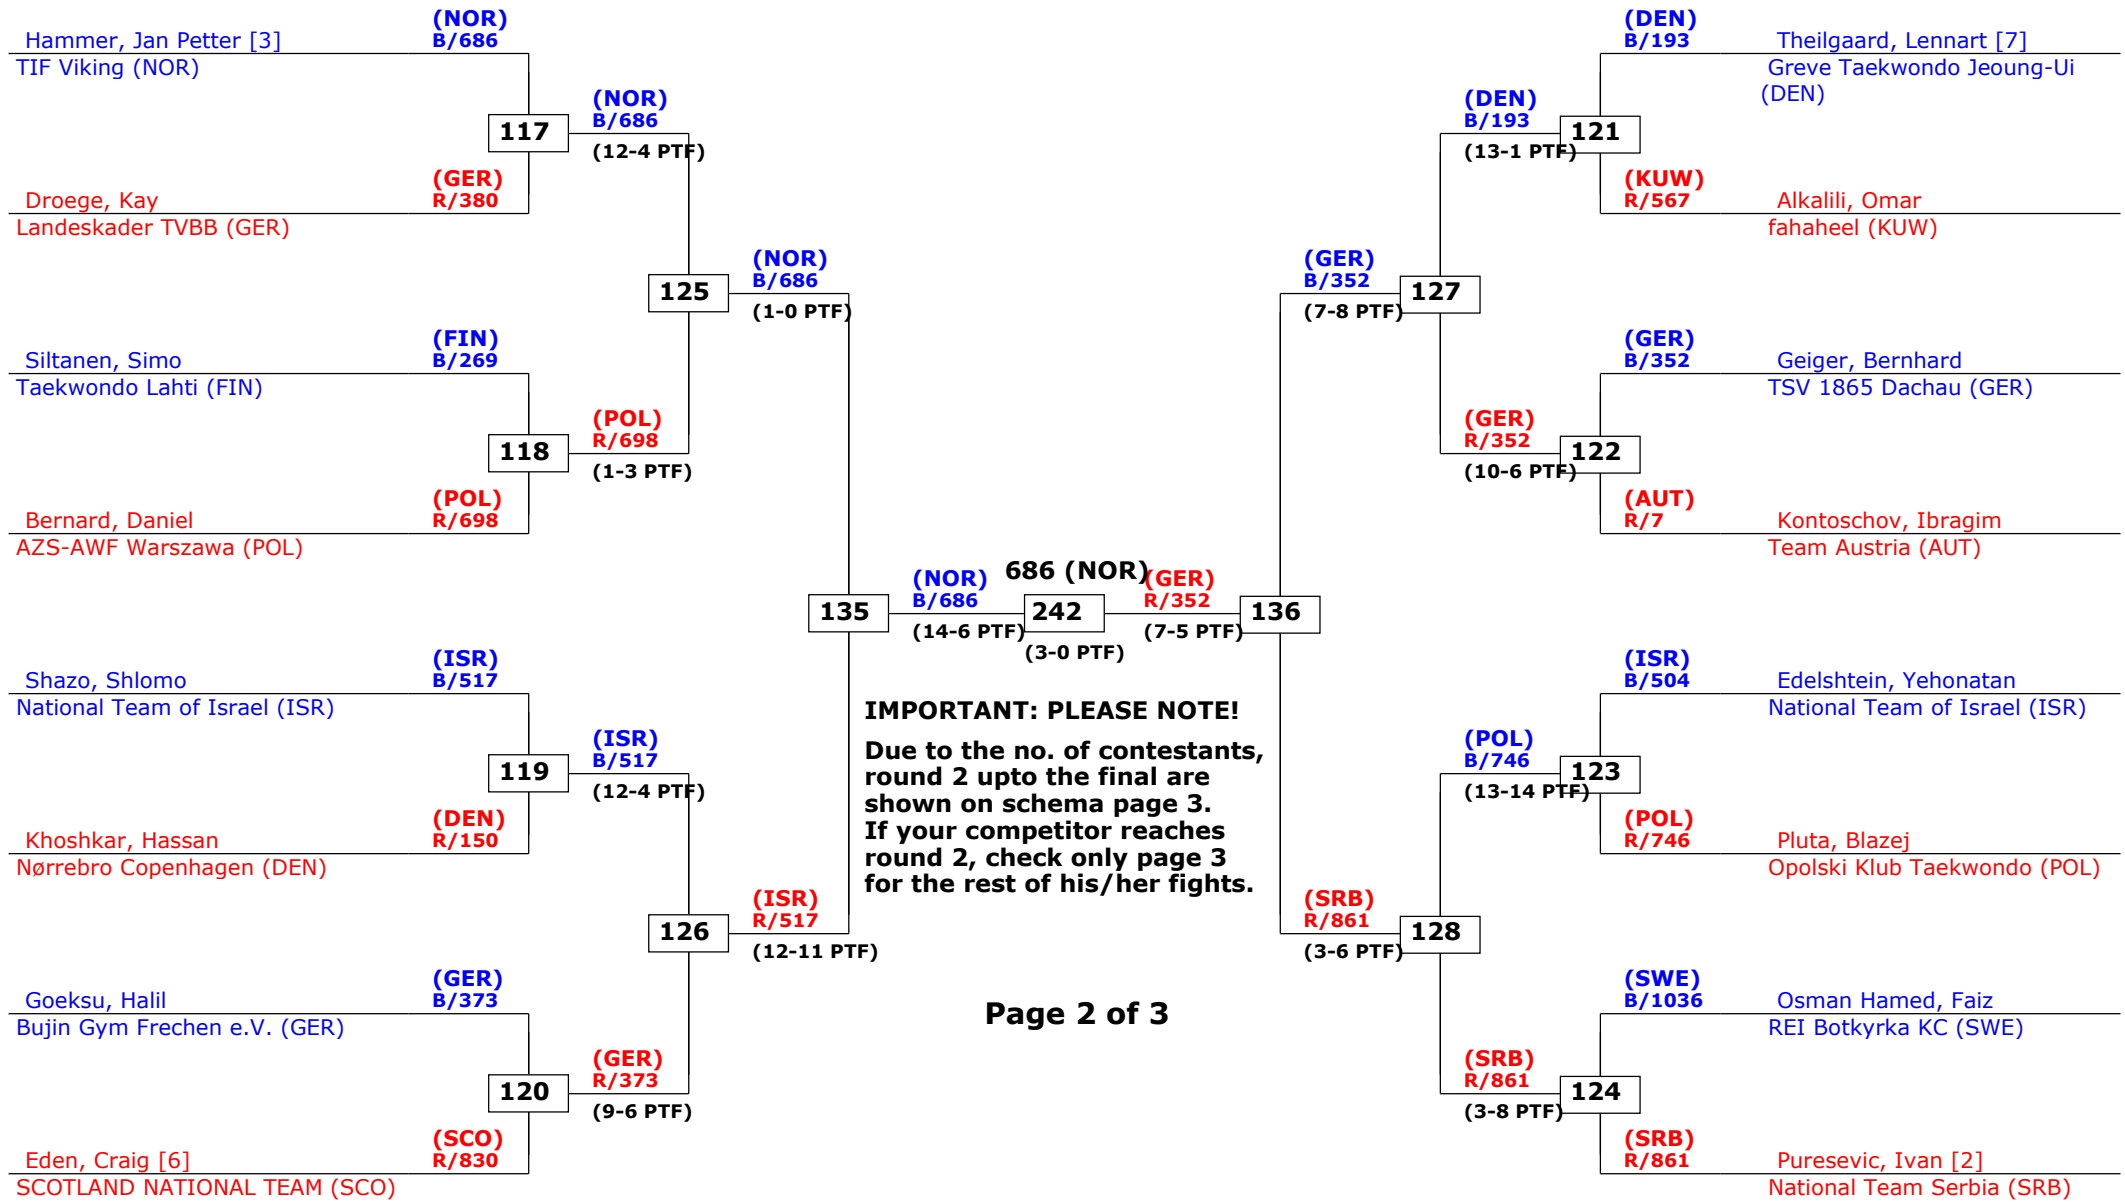 (NOR)
Hammer, Jan Petter [3] B/686
TIF Viking (NOR)
117
(GER)
Droege, Kay R/380
Landeskader TVBB (GER)
(NOR)
B/686
(12-4 PTF)
125
(FIN)
Siltanen, Simo B/269
Taekwondo Lahti (FIN)
118
(POL)
Bernard, Daniel R/698
AZS-AWF Warszawa (POL)
(POL)
R/698
(1-3 PTF)
(NOR)
B/686
(1-0 PTF)
135
(ISR)
Shazo, Shlomo B/517
National Team of Israel (ISR)
119
(DEN)
Khoshkar, Hassan R/150
Nørrebro Copenhagen (DEN)
(ISR)
B/517
(12-4 PTF)
126
(GER)
Goeksu, Halil B/373
Bujin Gym Frechen e.V. (GER)
120
(SCO)
Eden, Craig [6] R/830
SCOTLAND NATIONAL TEAM (SCO)
(GER)
R/373
(9-6 PTF)
(ISR)
R/517
(12-11 PTF)
(NOR)
B/686
(14-6 PTF)
686 (NOR)
242
(3-0 PTF)
(GER)
R/352
(7-5 PTF)
136
IMPORTANT: PLEASE NOTE!
Due to the no. of contestants,
round 2 upto the final are
shown on schema page 3.
If your competitor reaches
round 2, check only page 3
for the rest of his/her fights.
Page 2 of 3
(GER)
B/352
(7-8 PTF)
127
(DEN)
B/193
(13-1 PTF)
121
(DEN)
B/193 Theilgaard, Lennart [7]
Greve Taekwondo Jeoung-Ui
(DEN)
(KUW)
R/567 Alkalili, Omar
fahaheel (KUW)
(GER)
R/352
(10-6 PTF)
122
(GER)
B/352 Geiger, Bernhard
TSV 1865 Dachau (GER)
(AUT)
R/7 Kontoschov, Ibragim
Team Austria (AUT)
(SRB)
R/861
(3-6 PTF)
128
(POL)
B/746
(13-14 PTF)
123
(ISR)
B/504 Edelshtein, Yehonatan
National Team of Israel (ISR)
(POL)
R/746 Pluta, Blazej
Opolski Klub Taekwondo (POL)
(SRB)
R/861
(3-8 PTF)
124
(SWE)
B/1036 Osman Hamed, Faiz
REI Botkyrka KC (SWE)
(SRB)
R/861 Puresevic, Ivan [2]
National Team Serbia (SRB)